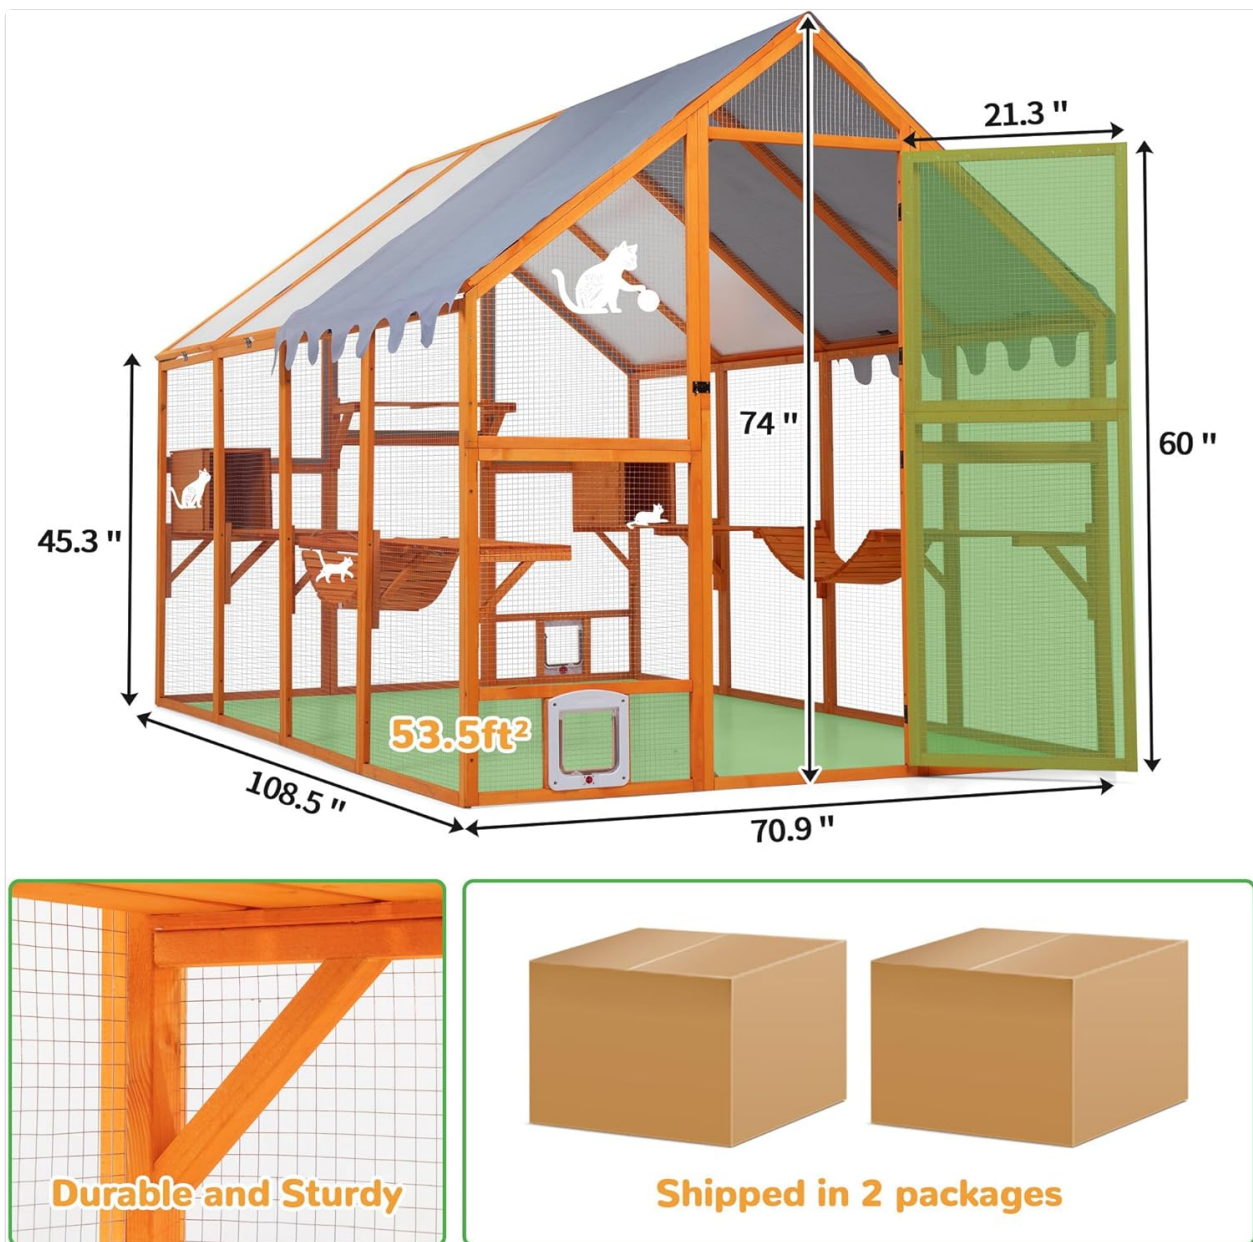 21.3 "
74 "
60 "
45.3 "
53.5ft²
108.5 "
70.9 "
Durable and Sturdy
Shipped in 2 packages